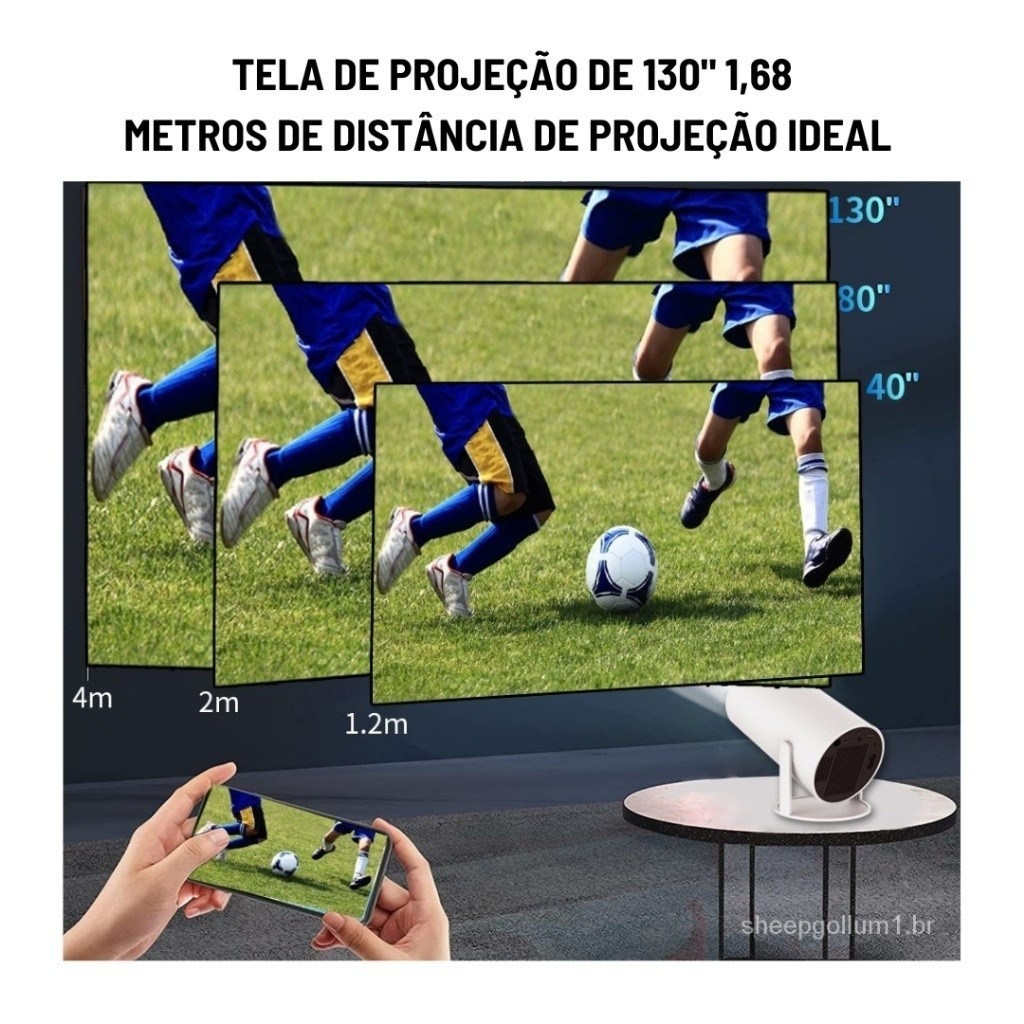 TELA DE PROJEÇÃO DE 130" 1,68
METROS DE DISTÂNCIA DE PROJEÇÃO IDEAL
130"
80"
40"
4m
2m
1.2m
sheepgollum1.br